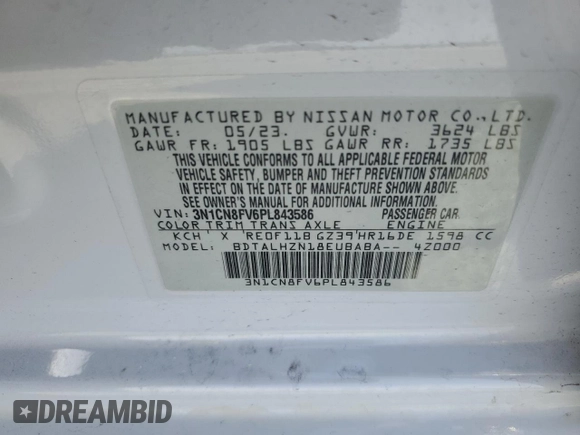 MANUFACTURED BY NISSAN MOTOR CO., LTD.
DATE: 05/23. GVWR: 3624 LBS
GAWR FR: 1905 LBS GAWR RR: 1735 LBS
THIS VEHICLE CONFORMS TO ALL APPLICABLE FEDERAL MOTOR
VEHICLE SAFETY, BUMPER AND THEFT PREVENTION STANDARDS
IN EFFECT ON THE DATE OF MANUFACTURE SHOWN ABOVE.
SEE OWNER'S MANUAL FOR ADDITIONAL INFORMATION.
VIN: 3N1CN8FV6PL843586 PASSENGER CAR
COLOR TRIM TRANS AXLE ENGINE
KCH X RE0F11B GZ39 HR16DE 1598 CC
MODEL: BDTALHZN18EUBABA-- 42000
3N1CN8FV6PL843586
DREAMBID